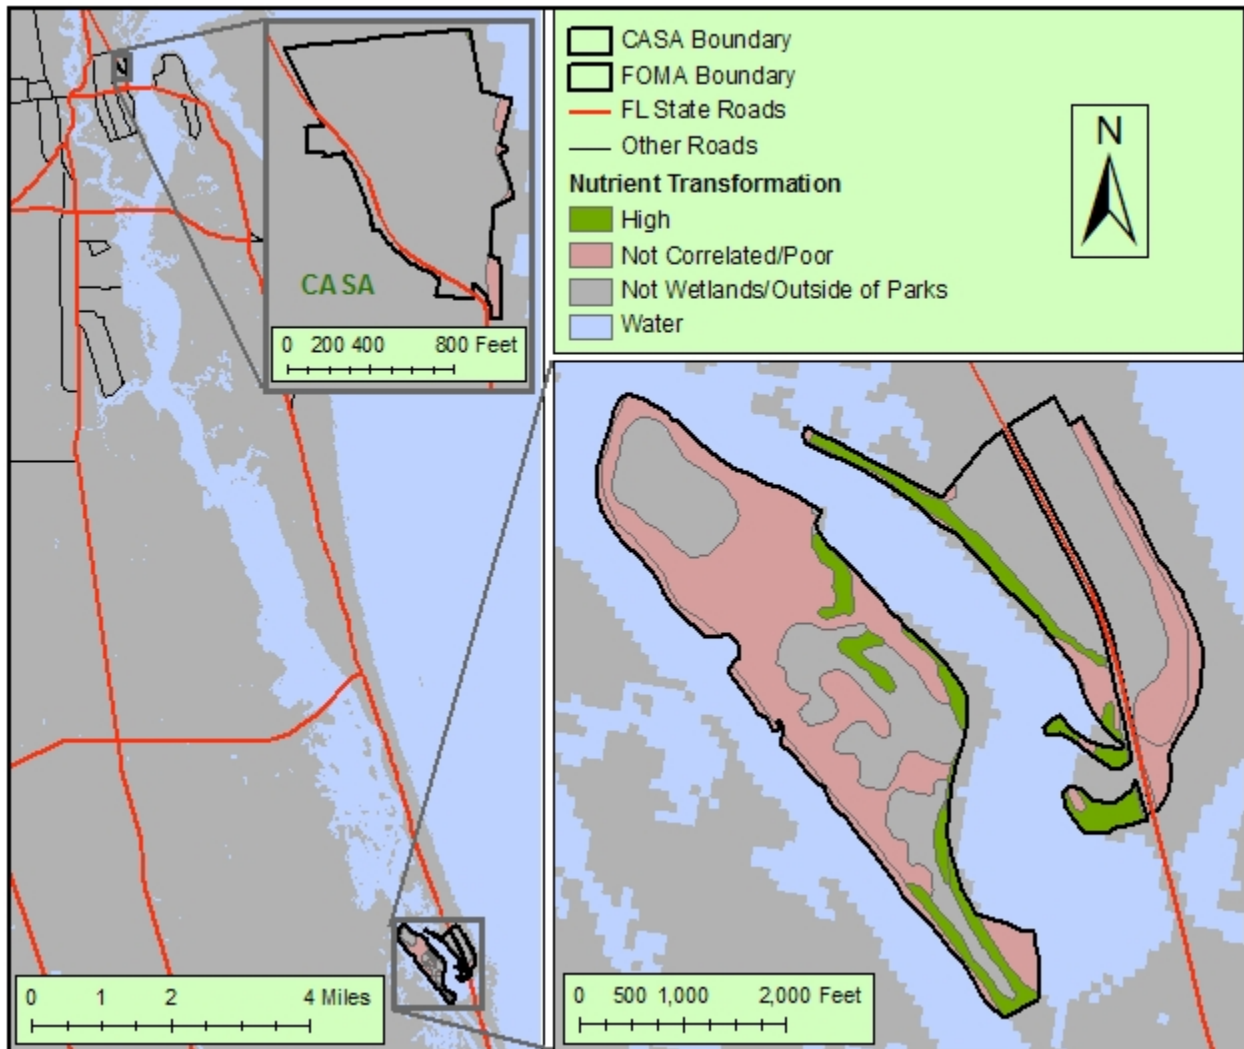 CASA Boundary
FOMA Boundary
FL State Roads
Other Roads
Nutrient Transformation
High
Not Correlated/Poor
Not Wetlands/Outside of Parks
Water
N
CASA
0 200 400 800 Feet
0 1 2 4 Miles
0 500 1,000 2,000 Feet